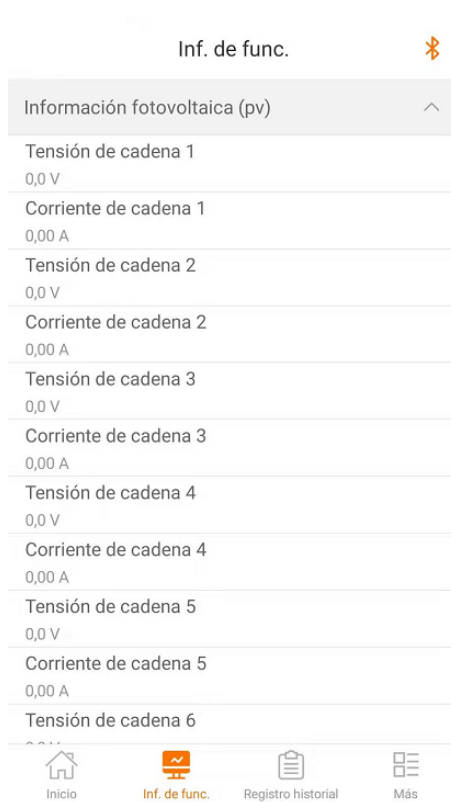 Inf. de func.
Información fotovoltaica (pv)
Tensión de cadena 1
0,0 V
Corriente de cadena 1
0,00 A
Tensión de cadena 2
0,0 V
Corriente de cadena 2
0,00 A
Tensión de cadena 3
0,0 V
Corriente de cadena 3
0,00 A
Tensión de cadena 4
0,0 V
Corriente de cadena 4
0,00 A
Tensión de cadena 5
0,0 V
Corriente de cadena 5
0,00 A
Tensión de cadena 6
Inicio Inf. de func. Registro historial Más